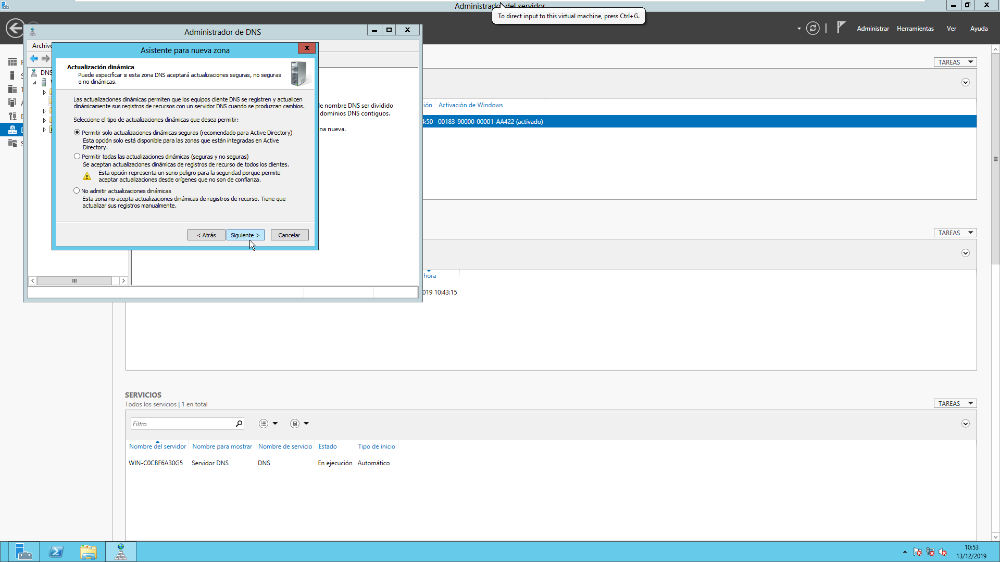 Administrador del servidor
To direct input to this virtual machine, press Ctrl+G.
Administrar Herramientas Ver Ayuda
Administrador de DNS
Archivo
Asistente para nueva zona
Actualización dinámica
Puede especificar si esta zona DNS aceptará actualizaciones seguras, no seguras
o no dinámicas.
DNS
Las actualizaciones dinámicas permiten que los equipos cliente DNS se registren y actualicen
dinámicamente sus registros de recursos con un servidor DNS cuando se produzcan cambios.
Seleccione el tipo de actualizaciones dinámicas que desea permitir:
Permitir solo actualizaciones dinámicas seguras (recomendado para Active Directory)
Esta opción solo está disponible para las zonas que están integradas en Active
Directory.
Permitir todas las actualizaciones dinámicas (seguras y no seguras)
Se aceptan actualizaciones dinámicas de registros de recurso de todos los clientes.
Esta opción representa un serio peligro para la seguridad porque permite
aceptar actualizaciones desde orígenes que no son de confianza.
No admitir actualizaciones dinámicas
Esta zona no acepta actualizaciones dinámicas de registros de recurso. Tiene que
actualizar sus registros manualmente.
< Atrás Siguiente > Cancelar
de nombre DNS ser dividido
dominios DNS contiguos.
na nueva.
TAREAS
ión Activación de Windows
4:50 00183-90000-00001-AA422 (activado)
TAREAS
hora
019 10:43:15
SERVICIOS
Todos los servicios | 1 en total
TAREAS
Filtro
Nombre del servidor Nombre para mostrar Nombre de servicio Estado Tipo de inicio
WIN-C0CBF6A30G5 Servidor DNS DNS En ejecución Automático
10:53
13/12/2019